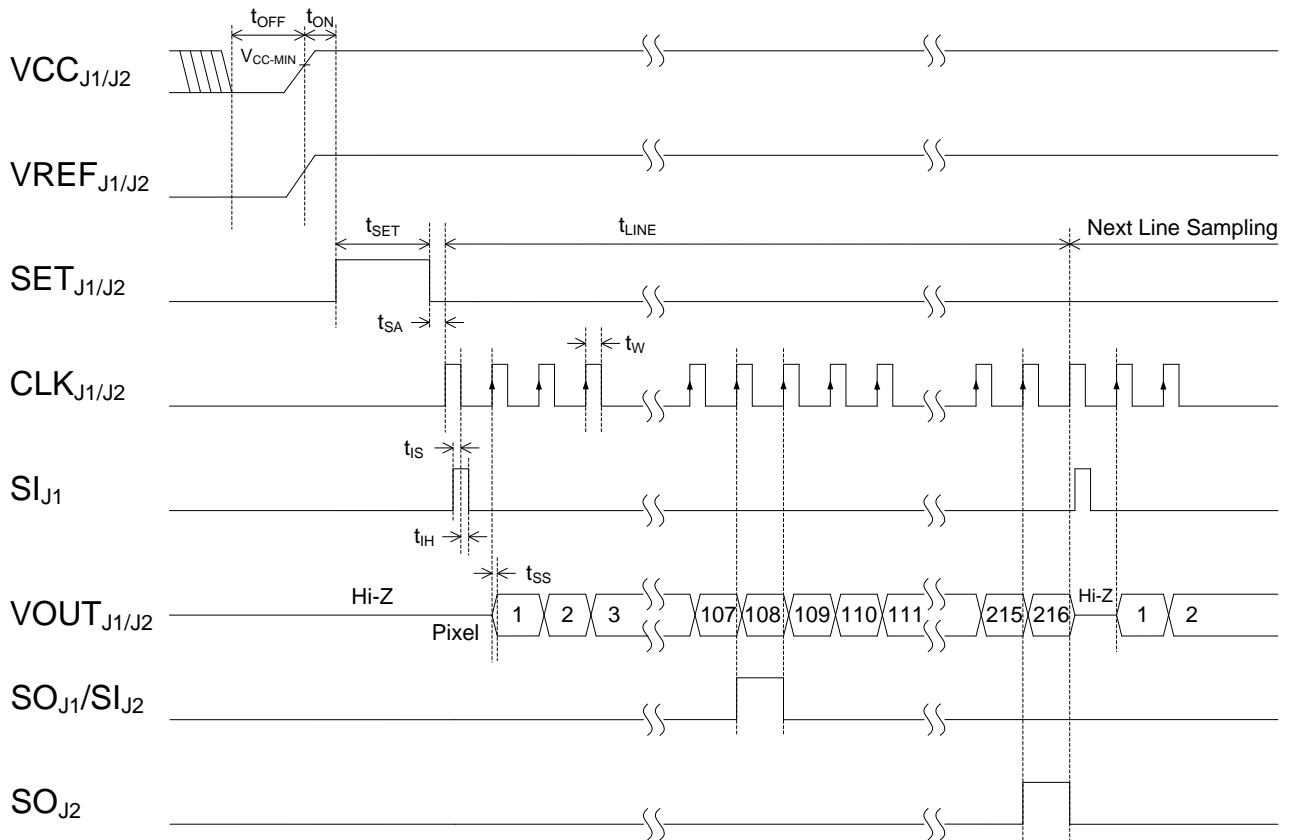 tOFF tON
VCC-MIN
VCCJ1/J2
VREFJ1/J2
tSET tLINE Next Line Sampling
SETJ1/J2
tSA
tW
CLKJ1/J2
tIS
SIJ1
tIH
tSS
Hi-Z Hi-Z
VOUTJ1/J2
1 2 3 107 108 109 110 111 215 216 1 2
Pixel
SOJ1/SIJ2
SOJ2